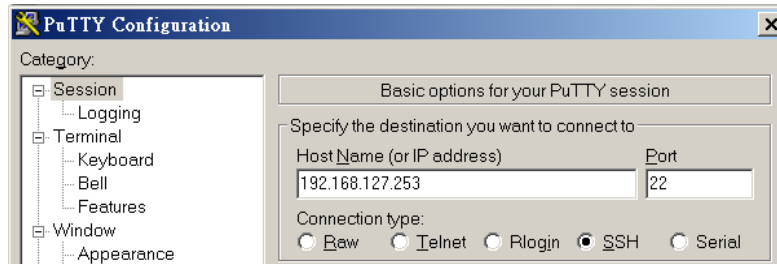 PuTTY Configuration
Category:
Session
Logging
Terminal
Keyboard
Bell
Features
Window
Appearance
Basic options for your PuTTY session
Specify the destination you want to connect to
Host Name (or IP address)
Port
192.168.127.253
22
Connection type:
Raw
Telnet
Rlogin
SSH
Serial